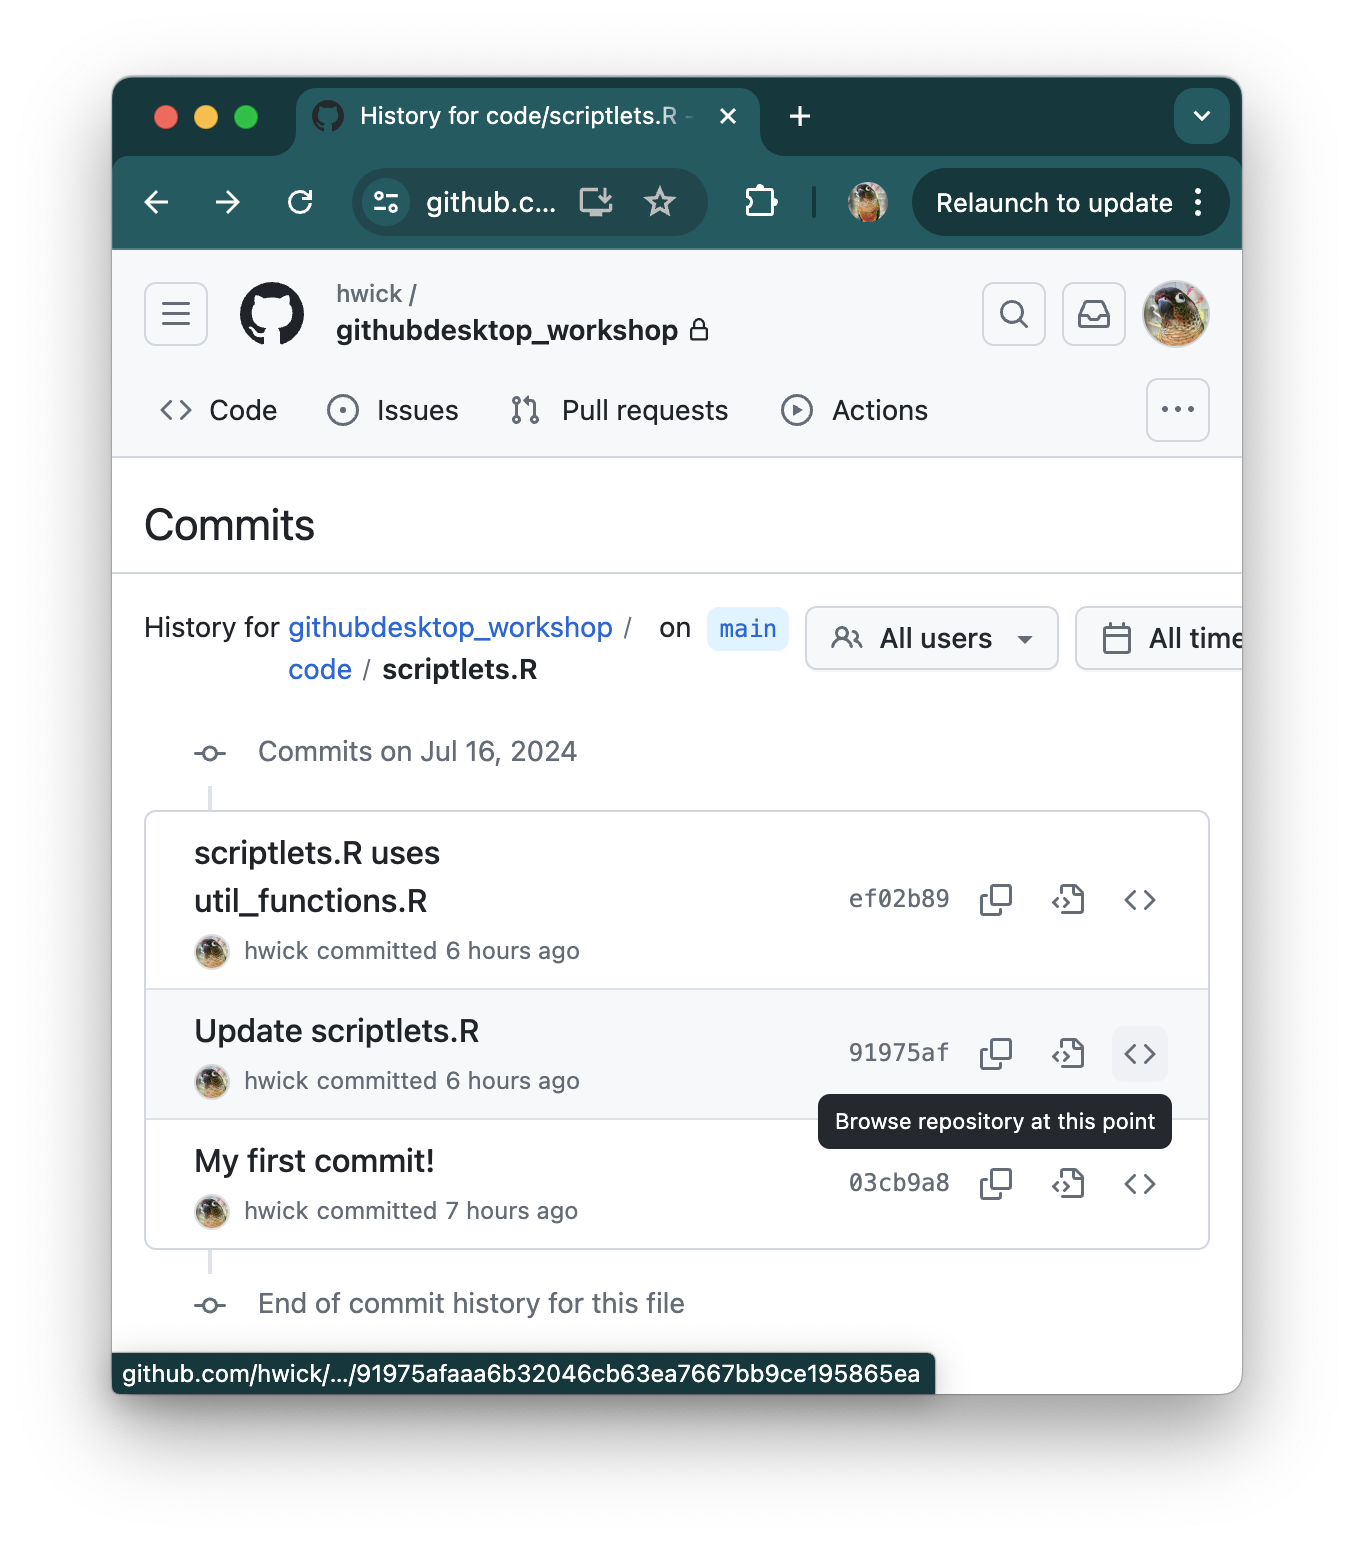 History for code/scriptlets.R -
github.c...
Relaunch to update
hwick /
githubdesktop_workshop
Code
Issues
Pull requests
Actions
Commits
History for githubdesktop_workshop / on main
All users
All time
code / scriptlets.R
Commits on Jul 16, 2024
scriptlets.R uses
util_functions.R
ef02b89
hwick committed 6 hours ago
Update scriptlets.R
91975af
hwick committed 6 hours ago
Browse repository at this point
My first commit!
03cb9a8
hwick committed 7 hours ago
End of commit history for this file
github.com/hwick/.../91975afaaa6b32046cb63ea7667bb9ce195865ea